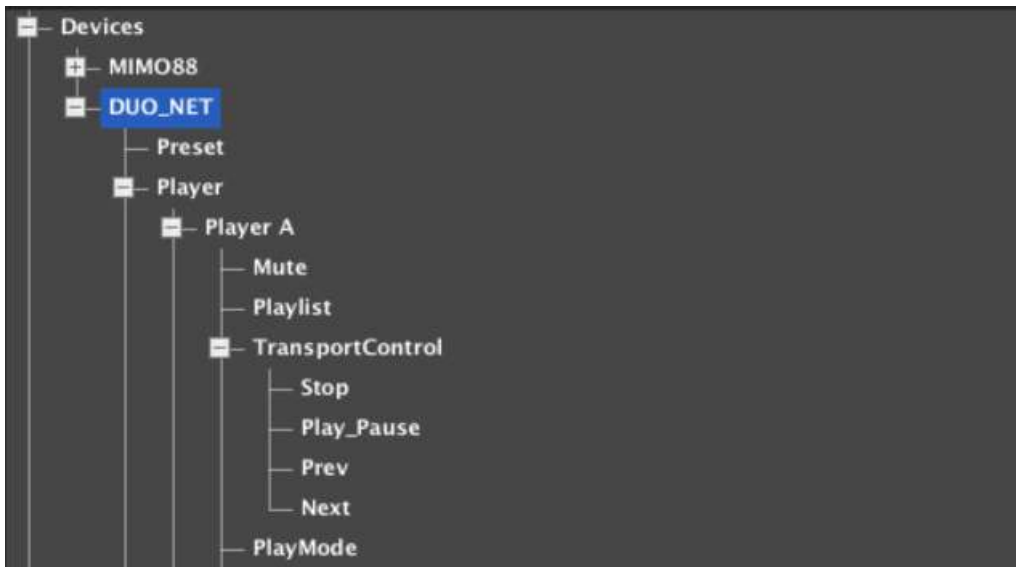 Devices
MIMO88
DUO_NET
Preset
Player
Player A
Mute
Playlist
TransportControl
Stop
Play_Pause
Prev
Next
PlayMode